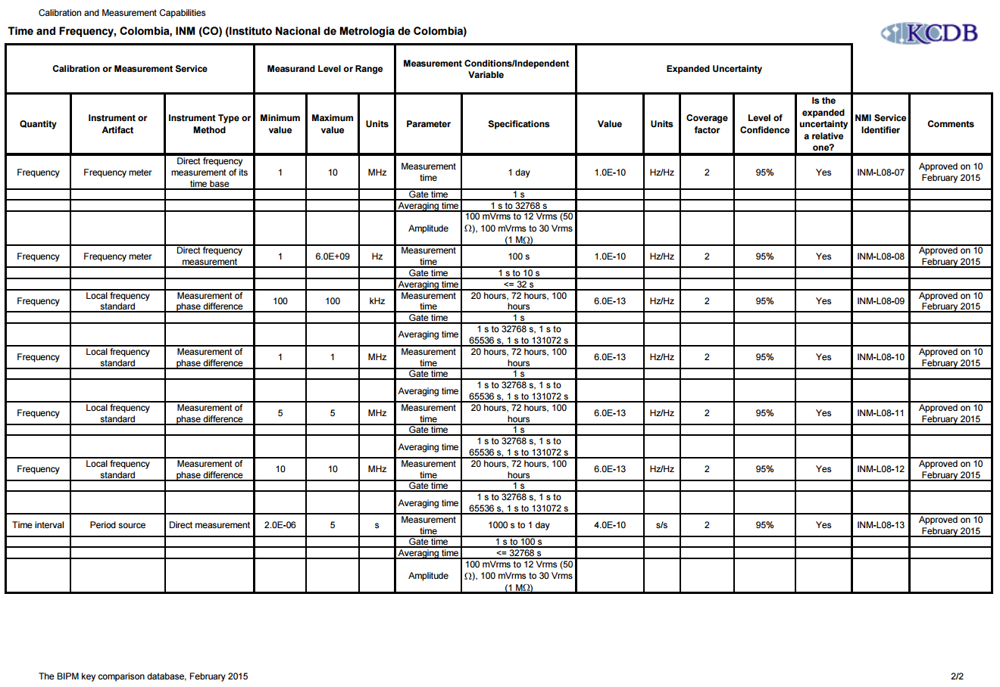 Calibration and Measurement Capabilities
Time and Frequency, Colombia, INM (CO) (Instituto Nacional de Metrología de Colombia)
KCDB
Calibration or Measurement Service Measurand Level or Range Measurement Conditions/Independent Variable Expanded Uncertainty
Quantity Instrument or Artifact Instrument Type or Method Minimum value Maximum value Units Parameter Specifications Value Units Coverage factor Level of Confidence Is the expanded uncertainty a relative one? NMI Service Identifier Comments
Frequency Frequency meter Direct frequency measurement of its time base 1 10 MHz Measurement time 1 day 1.0E-10 Hz/Hz 2 95% Yes INM-L08-07 Approved on 10 February 2015
Gate time 1 s
Averaging time 1 s to 32768 s
Amplitude 100 mVrms to 12 Vrms (50 Ω), 100 mVrms to 30 Vrms (1 MΩ)
Frequency Frequency meter Direct frequency measurement 1 6.0E+09 Hz Measurement time 100 s 1.0E-10 Hz/Hz 2 95% Yes INM-L08-08 Approved on 10 February 2015
Gate time 1 s to 10 s
Averaging time <= 32 s
Frequency Local frequency standard Measurement of phase difference 100 100 kHz Measurement time 20 hours, 72 hours, 100 hours 6.0E-13 Hz/Hz 2 95% Yes INM-L08-09 Approved on 10 February 2015
Gate time 1 s
Averaging time 1 s to 32768 s, 1 s to 65536 s, 1 s to 131072 s
Frequency Local frequency standard Measurement of phase difference 1 1 MHz Measurement time 20 hours, 72 hours, 100 hours 6.0E-13 Hz/Hz 2 95% Yes INM-L08-10 Approved on 10 February 2015
Gate time 1 s
Averaging time 1 s to 32768 s, 1 s to 65536 s, 1 s to 131072 s
Frequency Local frequency standard Measurement of phase difference 5 5 MHz Measurement time 20 hours, 72 hours, 100 hours 6.0E-13 Hz/Hz 2 95% Yes INM-L08-11 Approved on 10 February 2015
Gate time 1 s
Averaging time 1 s to 32768 s, 1 s to 65536 s, 1 s to 131072 s
Frequency Local frequency standard Measurement of phase difference 10 10 MHz Measurement time 20 hours, 72 hours, 100 hours 6.0E-13 Hz/Hz 2 95% Yes INM-L08-12 Approved on 10 February 2015
Gate time 1 s
Averaging time 1 s to 32768 s, 1 s to 65536 s, 1 s to 131072 s
Time interval Period source Direct measurement 2.0E-06 5 s Measurement time 1000 s to 1 day 4.0E-10 s/s 2 95% Yes INM-L08-13 Approved on 10 February 2015
Gate time 1 s to 100 s
Averaging time <= 32768 s
Amplitude 100 mVrms to 12 Vrms (50 Ω), 100 mVrms to 30 Vrms (1 MΩ)
The BIPM key comparison database, February 2015 2/2